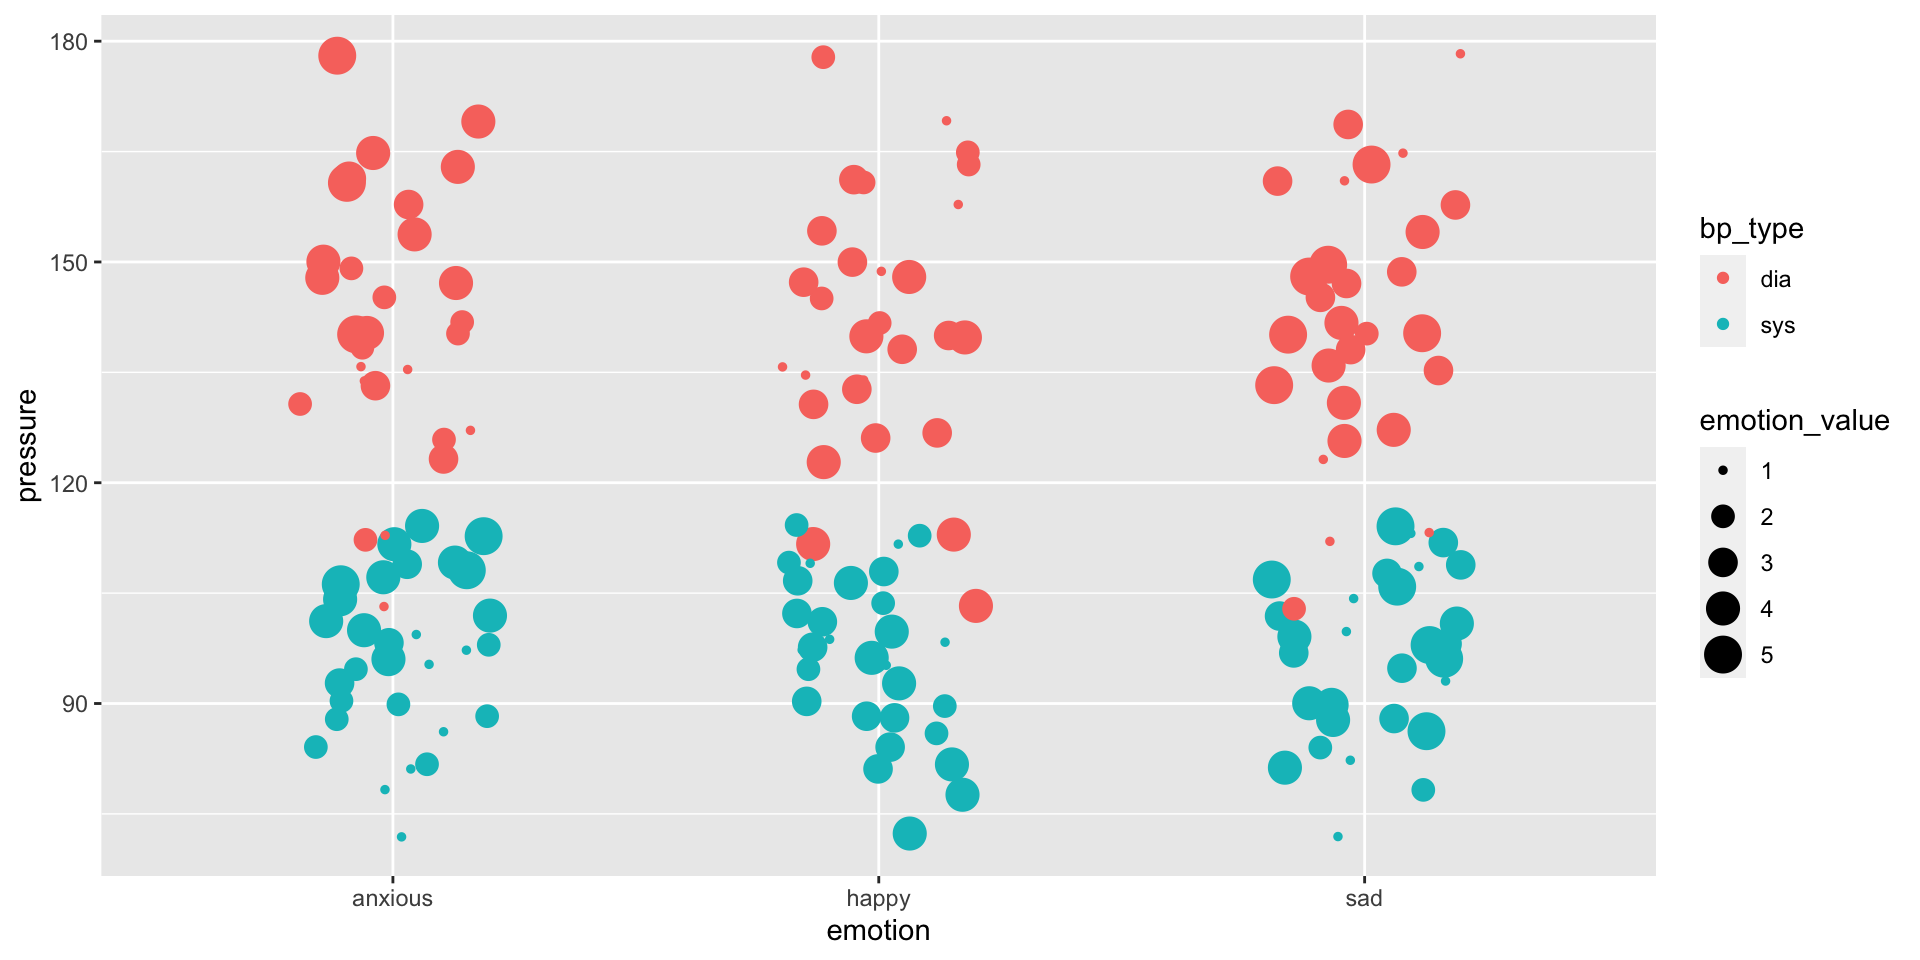 180
150
120
90
pressure
anxious
happy
sad
emotion
bp_type
dia
sys
emotion_value
1
2
3
4
5